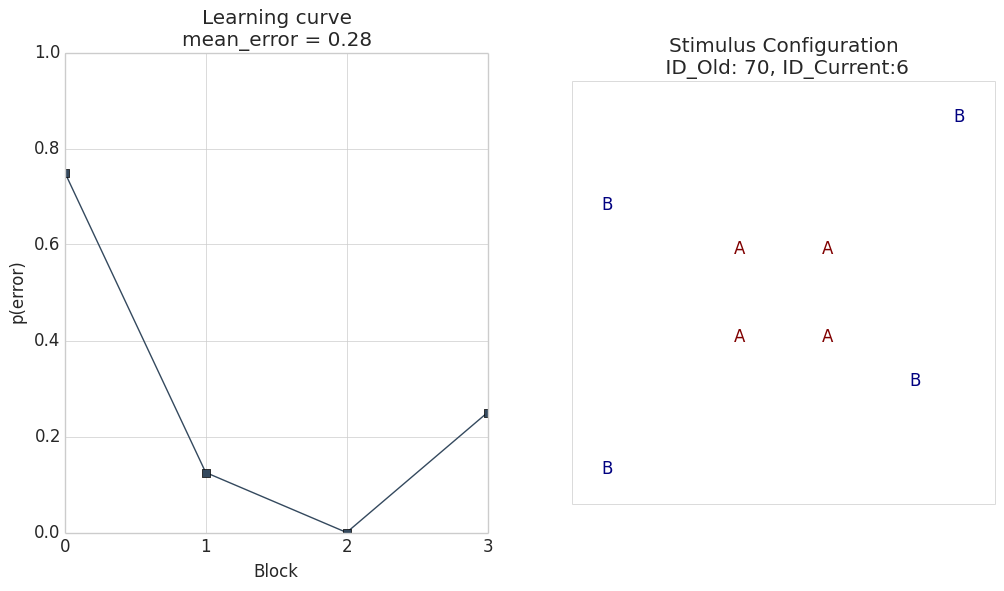 Learning curve
mean_error = 0.28
1.0
0.8
0.6
0.4
0.2
0.0
0 1 2 3
Block
p(error)
Stimulus Configuration
ID_Old: 70, ID_Current:6
B
B
A A
A A
B
B